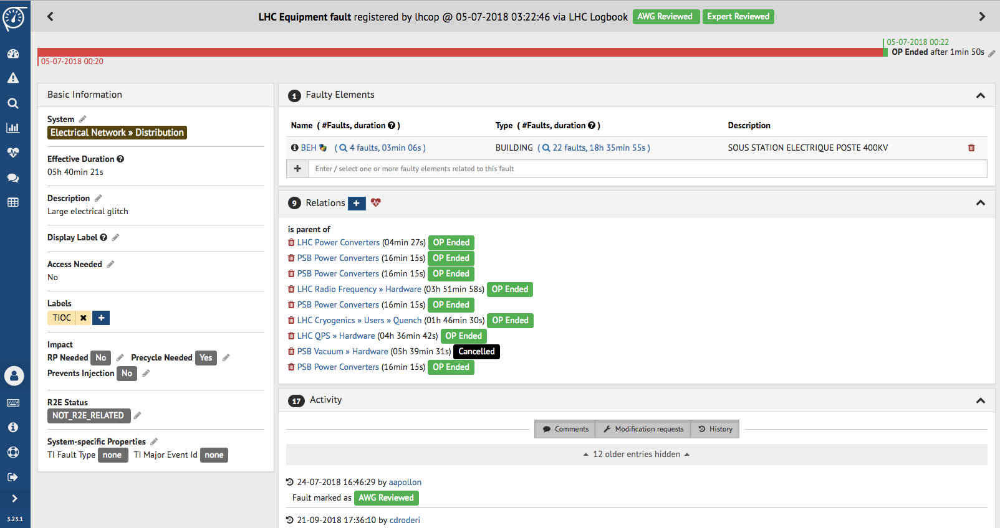 LHC Equipment fault registered by lhcop @ 05-07-2018 03:22:46 via LHC Logbook AWG Reviewed Expert Reviewed
05-07-2018 00:22
OP Ended after 1min 50s
05-07-2018 00:20
Basic Information
System
Electrical Network » Distribution
Effective Duration
05h 40min 21s
Description
Large electrical glitch
Display Label
Access Needed
No
Labels
TIOC
Impact
RP Needed No Precycle Needed Yes
Prevents Injection No
R2E Status
NOT_R2E_RELATED
System-specific Properties
TI Fault Type none TI Major Event Id none
3.23.1
1 Faulty Elements
Name ( #Faults, duration ) Type ( #Faults, duration ) Description
BEH ( 4 faults, 03min 06s ) BUILDING ( 22 faults, 18h 35min 55s ) SOUS STATION ELECTRIQUE POSTE 400KV
Enter / select one or more faulty elements related to this fault
9 Relations
is parent of
LHC Power Converters (04min 27s) OP Ended
PSB Power Converters (16min 15s) OP Ended
PSB Power Converters (16min 15s) OP Ended
LHC Radio Frequency » Hardware (03h 51min 58s) OP Ended
PSB Power Converters (16min 15s) OP Ended
LHC Cryogenics » Users » Quench (01h 46min 30s) OP Ended
LHC QPS » Hardware (04h 36min 42s) OP Ended
PSB Vacuum » Hardware (05h 39min 31s) Cancelled
PSB Power Converters (16min 15s) OP Ended
17 Activity
Comments Modification requests History
12 older entries hidden
24-07-2018 16:46:29 by aapollon
Fault marked as AWG Reviewed
21-09-2018 17:36:10 by cdroderi